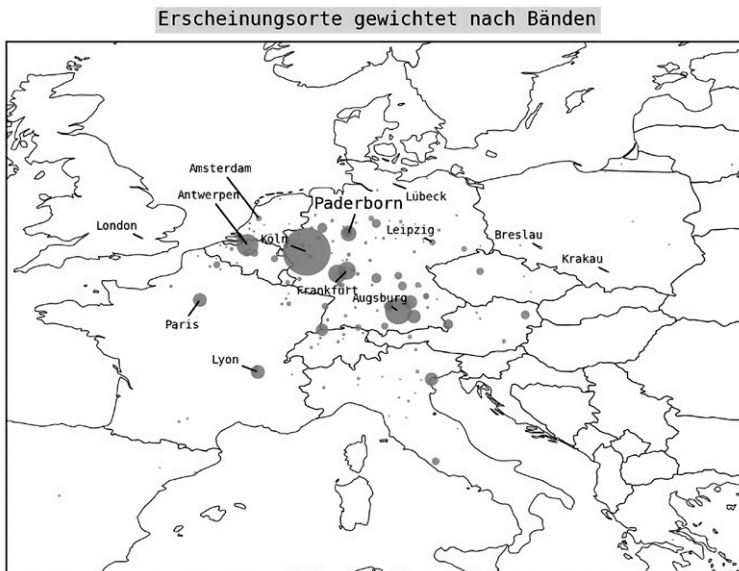 Erscheinungsorte gewichtet nach Bänden
Amsterdam
Antwerpen
Lübeck
Paderborn
London
Köln
Leipzig
Breslau
Krakau
Frankfurt
Augsburg
Paris
Lyon